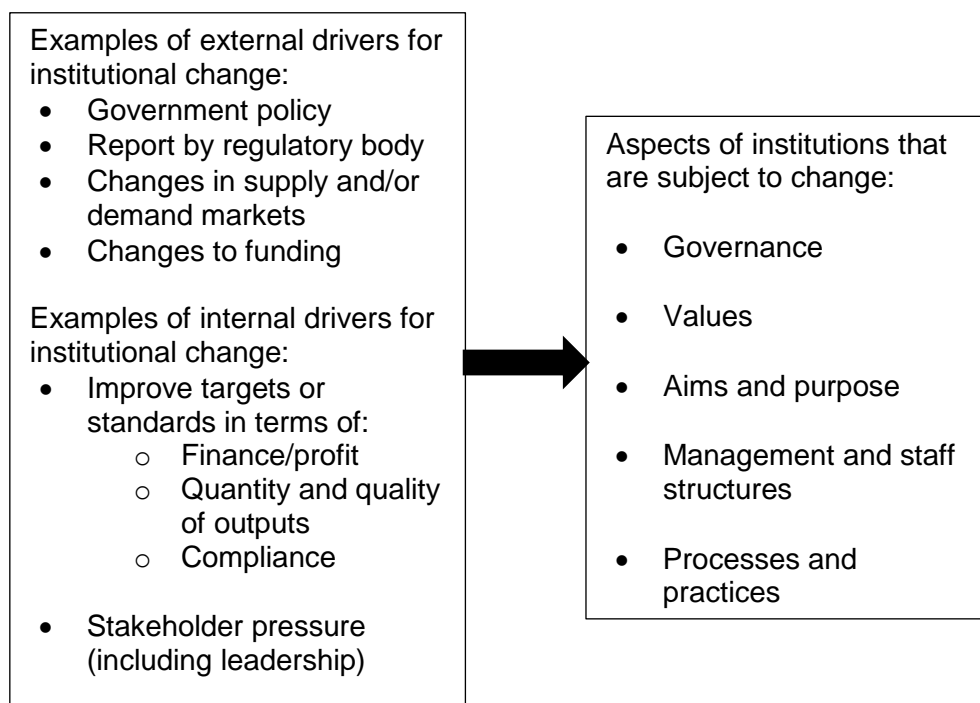 Examples of external drivers for
institutional change:
• Government policy
• Report by regulatory body
• Changes in supply and/or
demand markets
• Changes to funding
Examples of internal drivers for
institutional change:
• Improve targets or
standards in terms of:
o Finance/profit
o Quantity and quality
of outputs
o Compliance
• Stakeholder pressure
(including leadership)
Aspects of institutions that
are subject to change:
• Governance
• Values
• Aims and purpose
• Management and staff
structures
• Processes and
practices